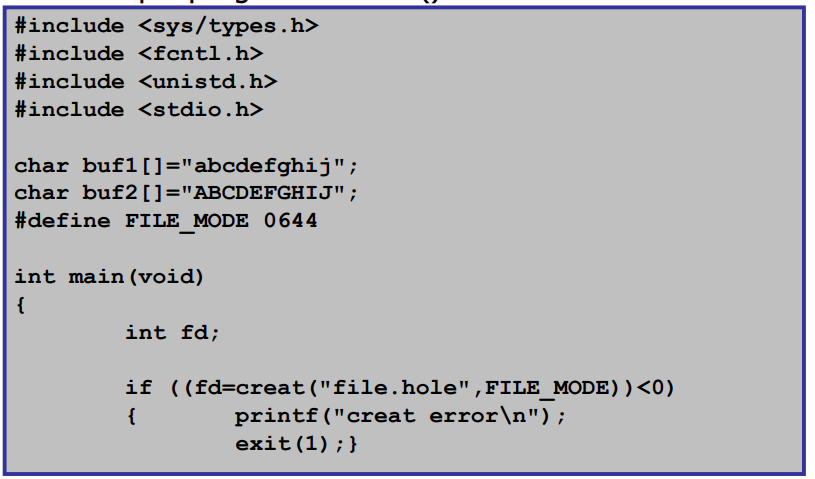 #include <sys/types.h>
#include <fcntl.h>
#include <unistd.h>
#include <stdio.h>

char buf1[]="abcdefghij";
char buf2[]="ABCDEFGHIJ";
#define FILE_MODE 0644

int main(void)
{
        int fd;

        if ((fd=creat("file.hole",FILE_MODE))<0)
        {       printf("creat error\n");
                exit(1);}